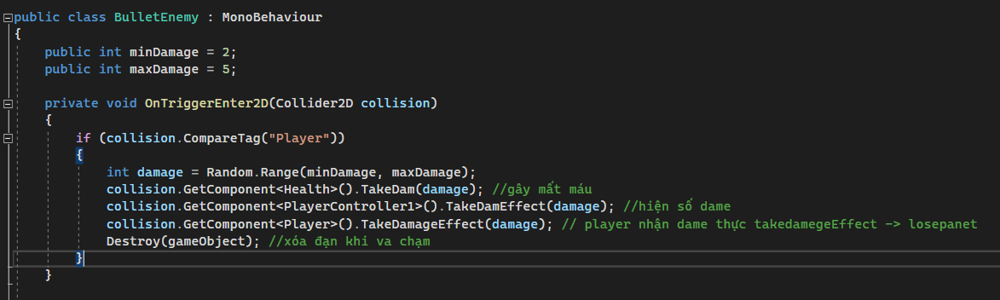 public class BulletEnemy : MonoBehaviour
{
public int minDamage = 2;
public int maxDamage = 5;
private void OnTriggerEnter2D(Collider2D collision)
{
if (collision.CompareTag("Player"))
{
int damage = Random.Range(minDamage, maxDamage);
collision.GetComponent<Health>().TakeDam(damage); //gây mất máu
collision.GetComponent<PlayerController1>().TakeDamEffect(damage); //hiện số dame
collision.GetComponent<Player>().TakeDamageEffect(damage); // player nhận dame thực takedamegeEffect -> losepanet
Destroy(gameObject); //xóa đạn khi va chạm
}
}